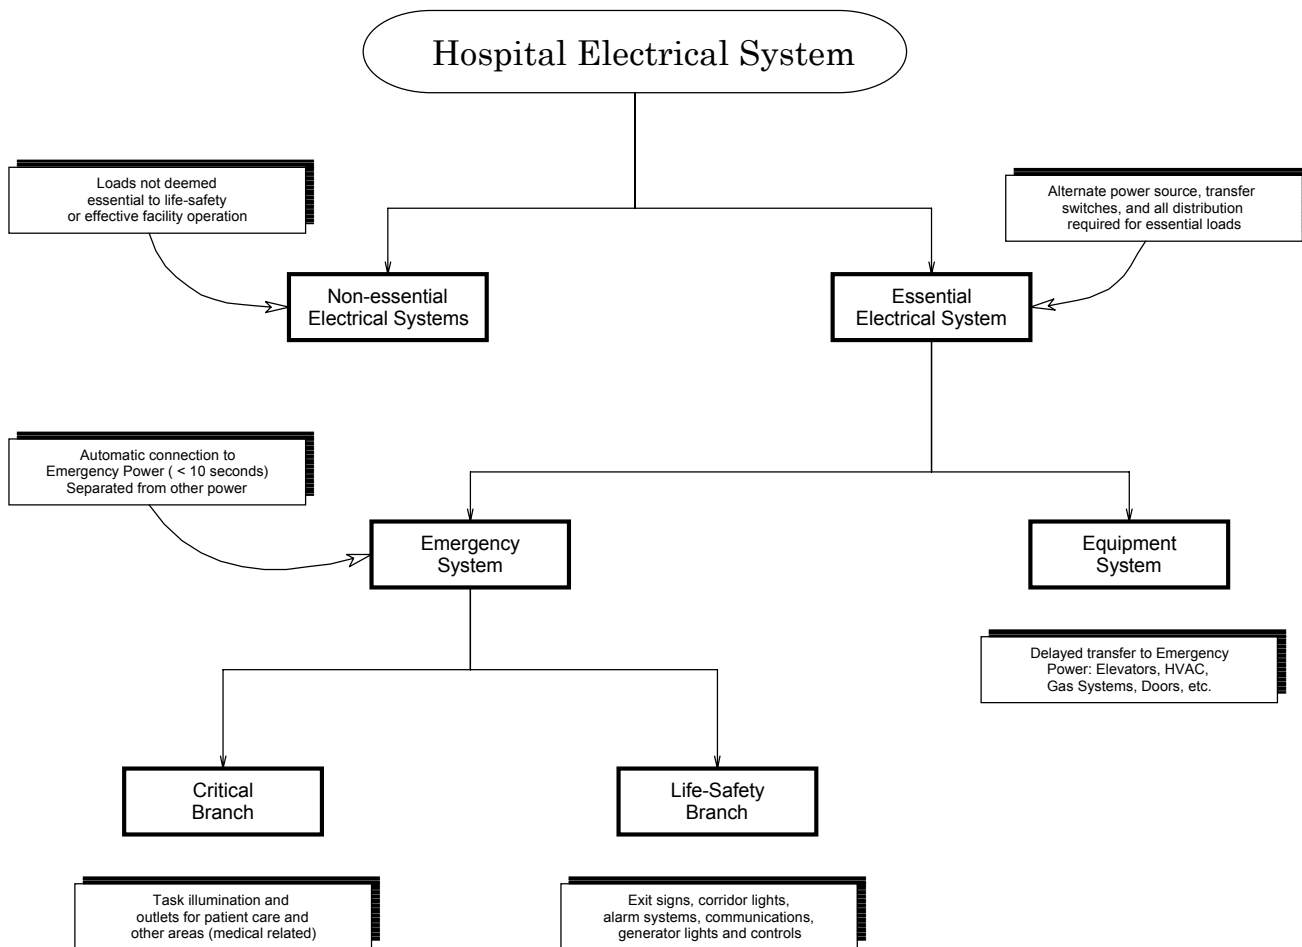 Hospital Electrical System
Loads not deemed
essential to life-safety
or effective facility operation
Alternate power source, transfer
switches, and all distribution
required for essential loads
Non-essential
Electrical Systems
Essential
Electrical System
Automatic connection to
Emergency Power ( < 10 seconds)
Separated from other power
Emergency
System
Equipment
System
Delayed transfer to Emergency
Power: Elevators, HVAC,
Gas Systems, Doors, etc.
Critical
Branch
Life-Safety
Branch
Task illumination and
outlets for patient care and
other areas (medical related)
Exit signs, corridor lights,
alarm systems, communications,
generator lights and controls